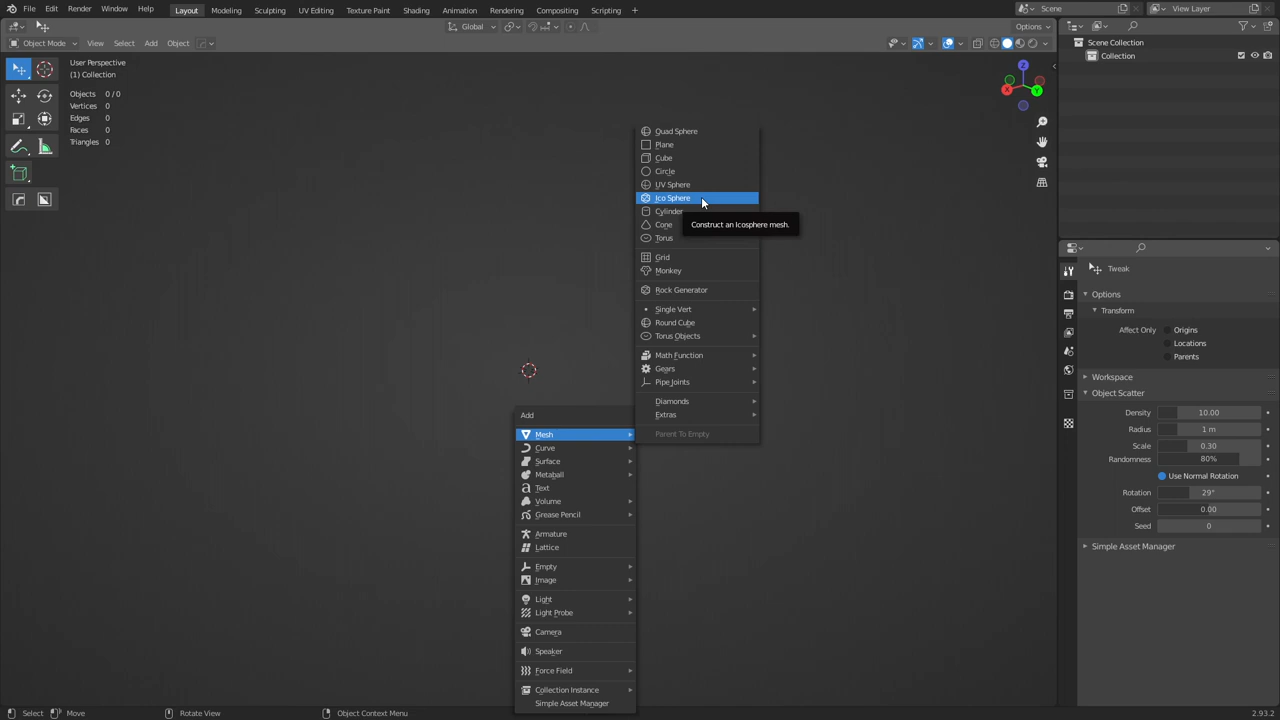 File Edit Render Window Help Layout Modeling Sculpting UV Editing Texture Paint Shading Animation Rendering Compositing Scripting + Scene View Layer
Global Options
Object Mode View Select Add Object
User Perspective
(1) Collection
Objects 0/0
Vertices 0
Edges 0
Faces 0
Triangles 0
Z
X
Y
Quad Sphere
Plane
Cube
Circle
UV Sphere
Ico Sphere
Cylinder
Cone
Torus
Construct an Icosphere mesh.
Grid
Monkey
Rock Generator
Single Vert
Round Cube
Torus Objects
Math Function
Gears
Pipe Joints
Diamonds
Extras
Parent To Empty
Add
Mesh
Curve
Surface
Metaball
Text
Volume
Grease Pencil
Armature
Lattice
Empty
Image
Light
Light Probe
Camera
Speaker
Force Field
Collection Instance
Simple Asset Manager
Scene Collection
Collection
Tweak
Options
Transform
Affect Only Origins
Locations
Parents
Workspace
Object Scatter
Density 10.00
Radius 1 m
Scale 0.30
Randomness 80%
Use Normal Rotation
Rotation 29°
Offset 0.00
Seed 0
Simple Asset Manager
Select Move Rotate View Object Context Menu 2.93.2